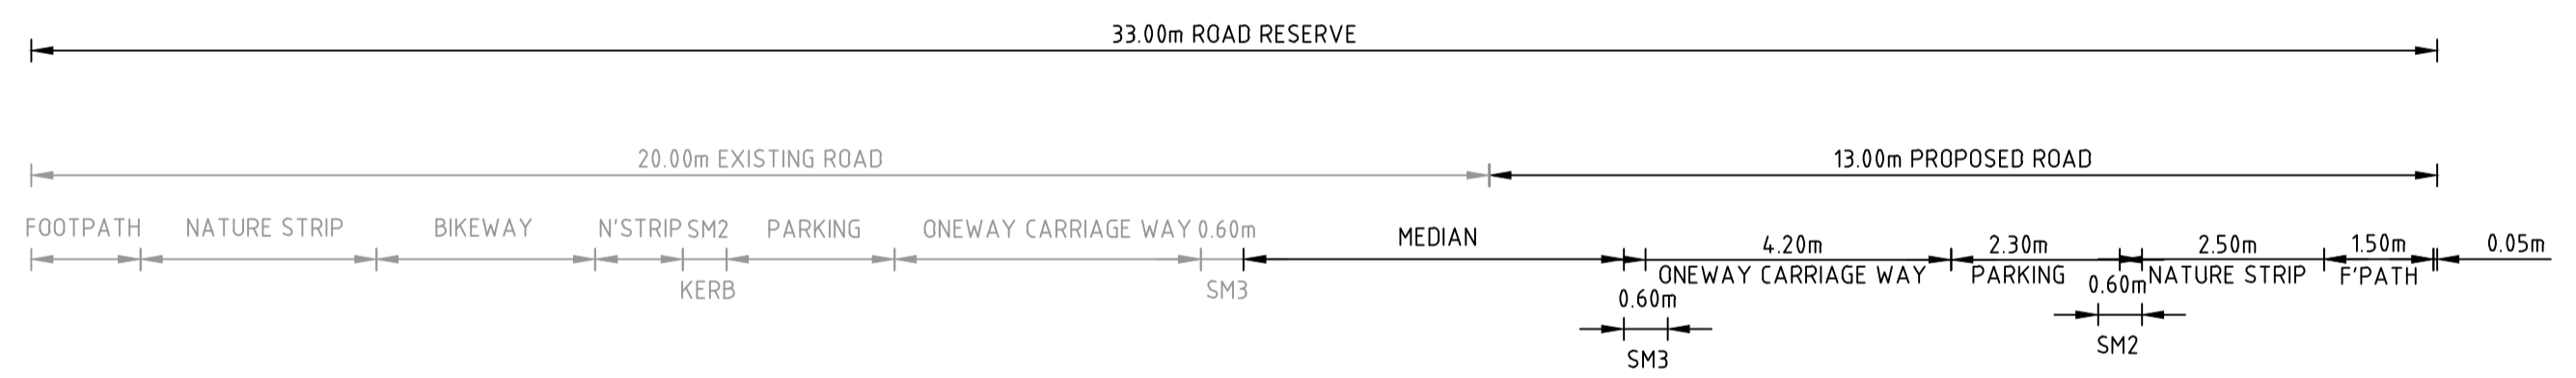 33.00m ROAD RESERVE
20.00m EXISTING ROAD
13.00m PROPOSED ROAD
FOOTPATH NATURE STRIP BIKEWAY N'STRIP SM2 PARKING ONEWAY CARRIAGE WAY 0.60m MEDIAN 4.20m 2.30m 2.50m 1.50m 0.05m
KERB SM3 ONEWAY CARRIAGE WAY PARKING 0.60m NATURE STRIP F'PATH
0.60m
SM2
SM3